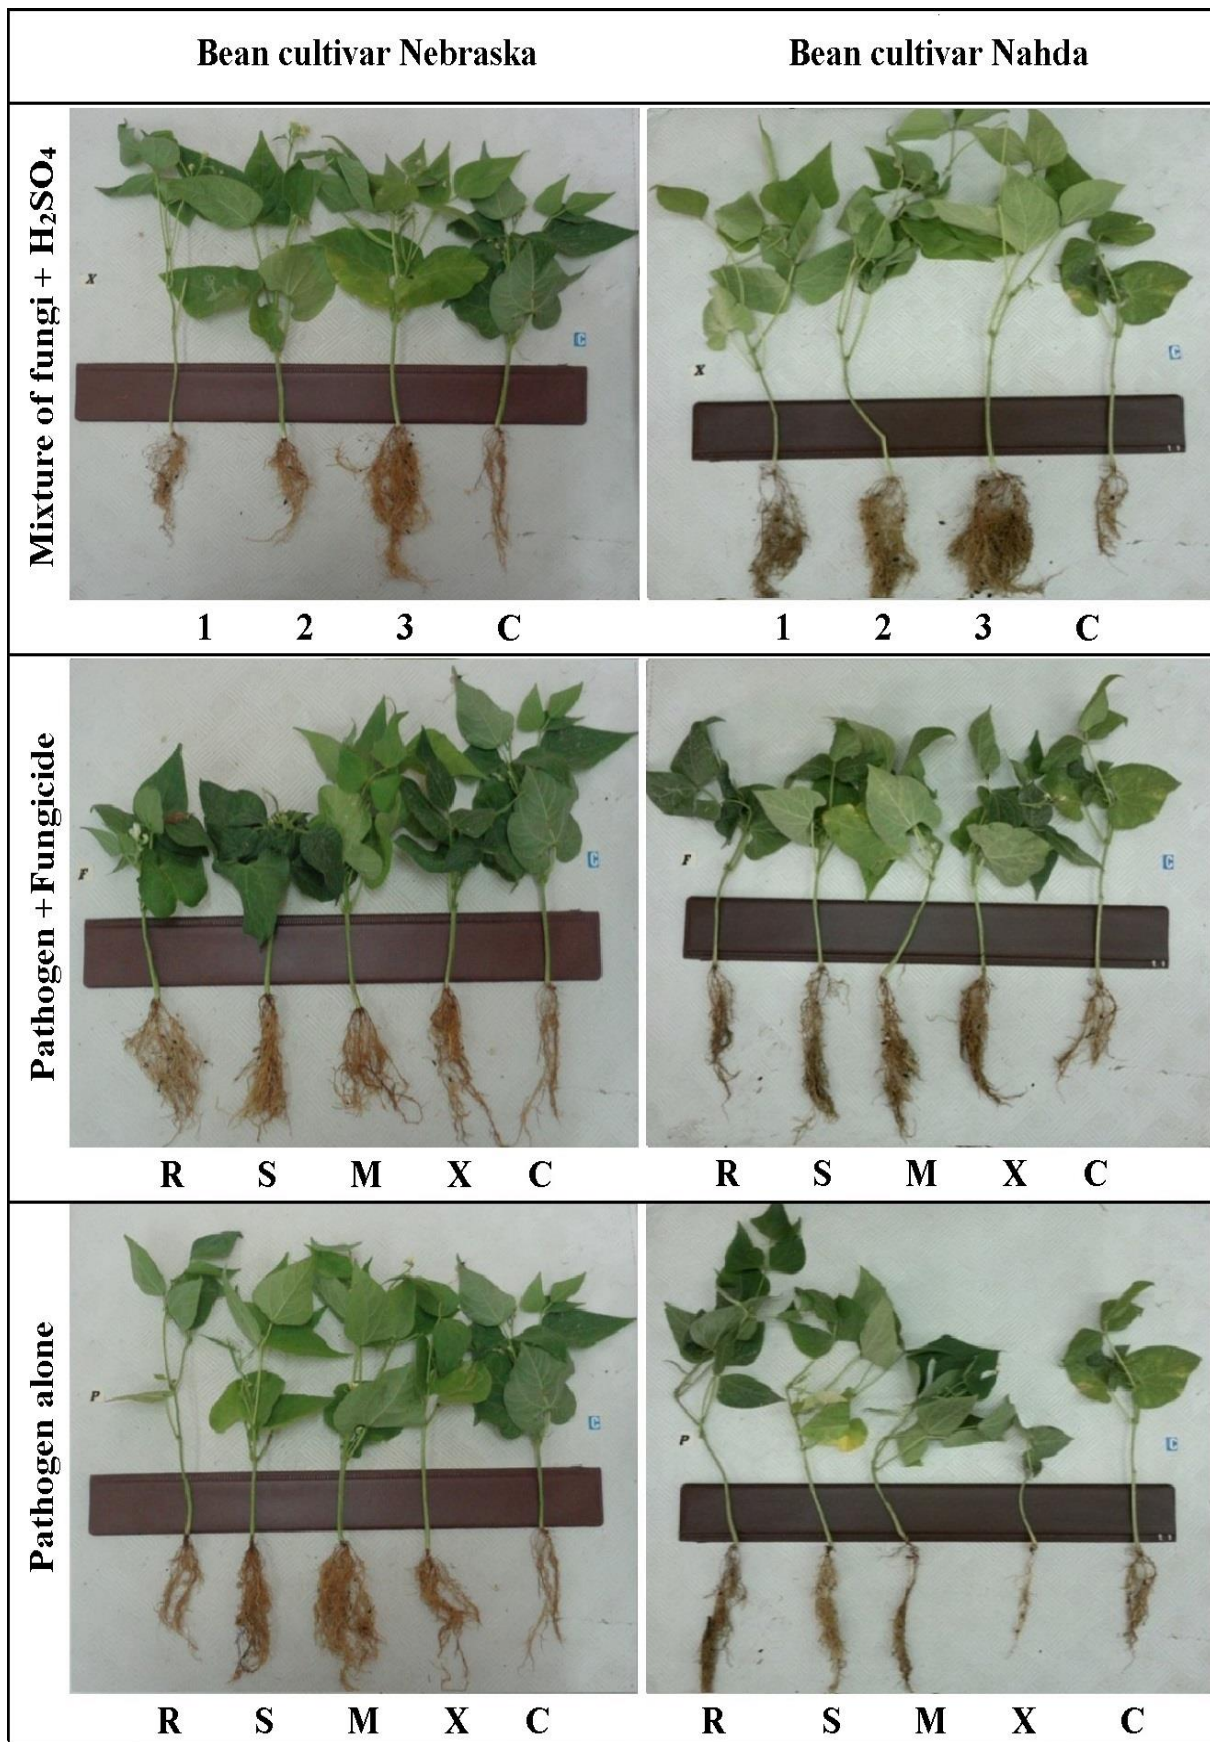 Bean cultivar Nebraska
Bean cultivar Nahda
Mixture of fungi + H₂SO₄
X
C
X
C
1 2 3 C
1 2 3 C
Pathogen +Fungicide
F
C
F
C
R S M X C
R S M X C
Pathogen alone
P
C
P
C
R S M X C
R S M X C